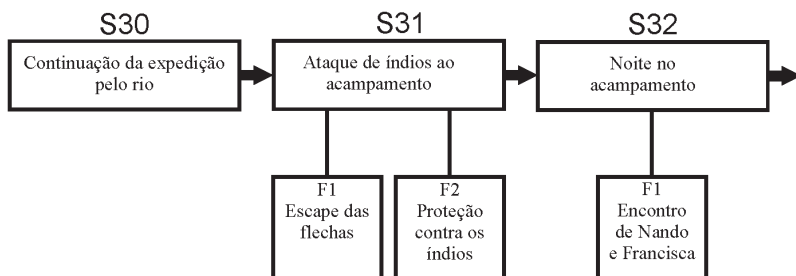 S30
S31
S32
Continuação da expedição
pelo rio
Ataque de índios ao
acampamento
Noite no
acampamento
F1
Escape das
flechas
F2
Proteção
contra os
índios
F1
Encontro
de Nando
e Francisca